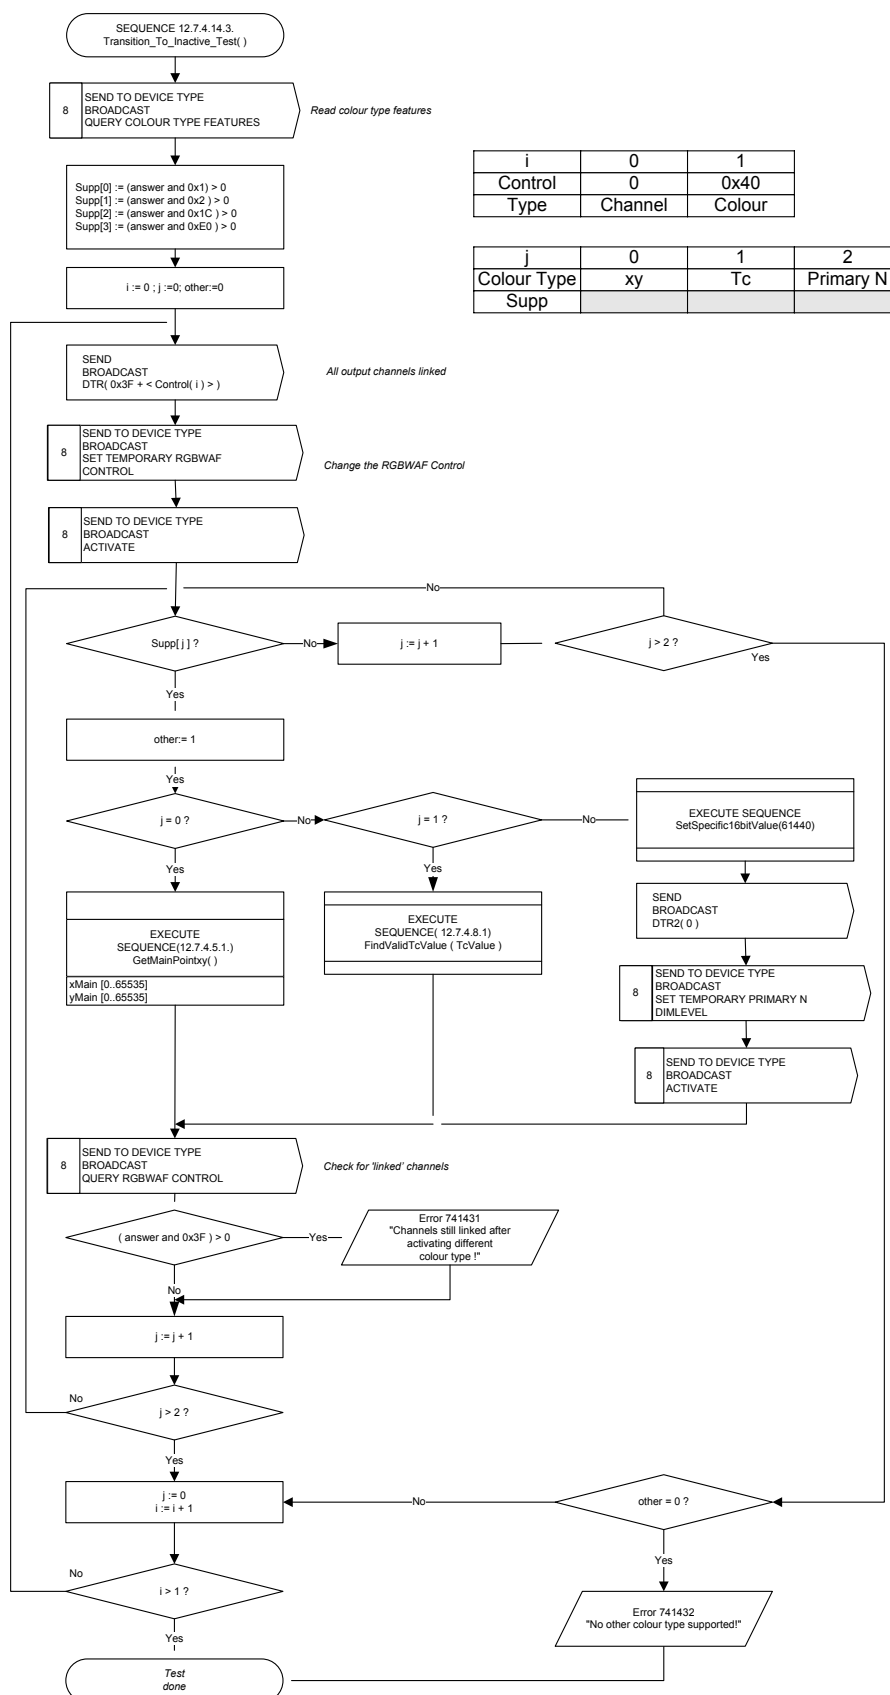 SEQUENCE 12.7.4.14.3.
Transition_To_Inactive_Test( )
8
SEND TO DEVICE TYPE
BROADCAST
QUERY COLOUR TYPE FEATURES
Read colour type features
Supp[0] := (answer and 0x1) > 0
Supp[1] := (answer and 0x2 ) > 0
Supp[2] := (answer and 0x1C ) > 0
Supp[3] := (answer and 0xE0 ) > 0
i 0 1
Control 0 0x40
Type Channel Colour
j 0 1 2
Colour Type xy Tc Primary N
Supp
i := 0 ; j :=0; other:=0
SEND
BROADCAST
DTR( 0x3F + < Control( i ) > )
All output channels linked
8
SEND TO DEVICE TYPE
BROADCAST
SET TEMPORARY RGBWAF
CONTROL
Change the RGBWAF Control
8
SEND TO DEVICE TYPE
BROADCAST
ACTIVATE
No
Supp[ j ] ?
No
j := j + 1
j > 2 ?
Yes
Yes
other:= 1
Yes
j = 0 ?
No
j = 1 ?
No
EXECUTE SEQUENCE
SetSpecific16bitValue(61440)
Yes
Yes
EXECUTE
SEQUENCE(12.7.4.5.1.)
GetMainPointxy( )
xMain [0..65535]
yMain [0..65535]
EXECUTE
SEQUENCE( 12.7.4.8.1)
FindValidTcValue ( TcValue )
SEND
BROADCAST
DTR2( 0 )
8
SEND TO DEVICE TYPE
BROADCAST
SET TEMPORARY PRIMARY N
DIMLEVEL
8
SEND TO DEVICE TYPE
BROADCAST
ACTIVATE
8
SEND TO DEVICE TYPE
BROADCAST
QUERY RGBWAF CONTROL
Check for 'linked' channels
( answer and 0x3F ) > 0
Yes
Error 741431
"Channels still linked after
activating different
colour type !"
No
j := j + 1
No
j > 2 ?
Yes
j := 0
i := i + 1
No
other = 0 ?
Yes
No
i > 1 ?
Yes
Error 741432
"No other colour type supported!"
Test
done